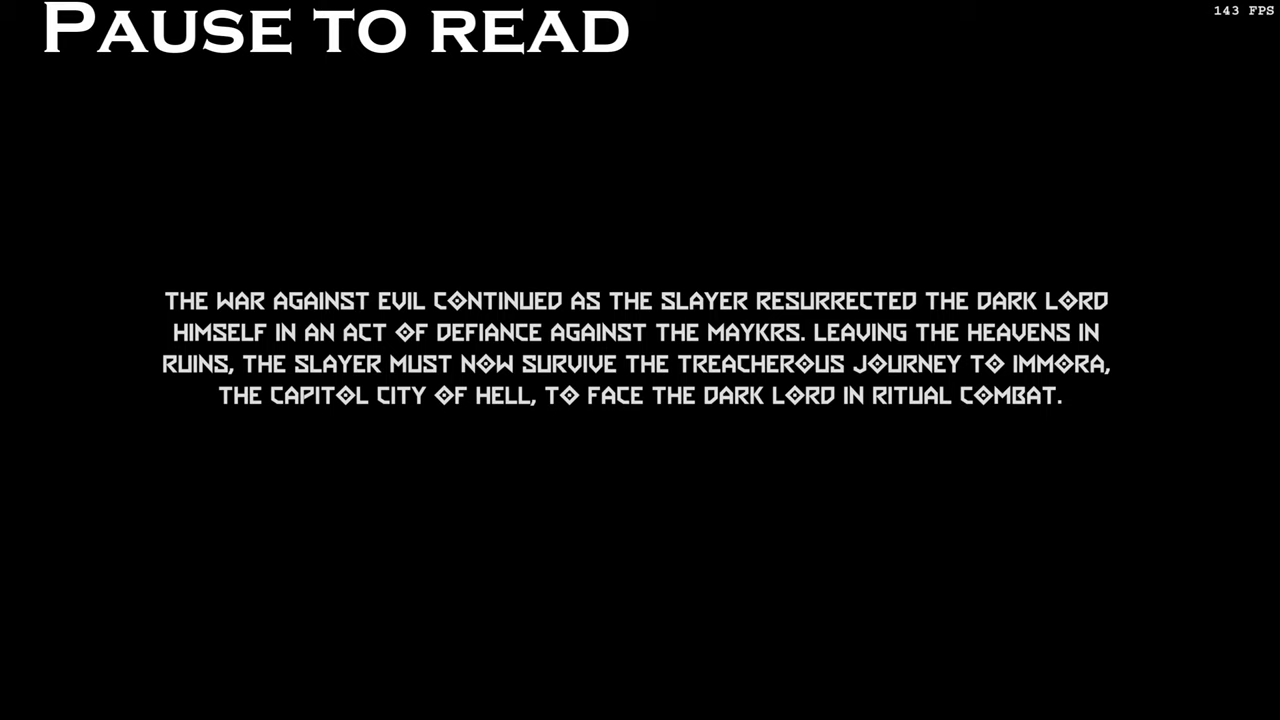 PAUSE TO READ
143 FPS
THE WAR AGAINST EVIL CONTINUED AS THE SLAYER RESURRECTED THE DARK LORD
HIMSELF IN AN ACT OF DEFIANCE AGAINST THE MAYKRS. LEAVING THE HEAVENS IN
RUINS, THE SLAYER MUST NOW SURVIVE THE TREACHEROUS JOURNEY TO IMMORA,
THE CAPITOL CITY OF HELL, TO FACE THE DARK LORD IN RITUAL COMBAT.